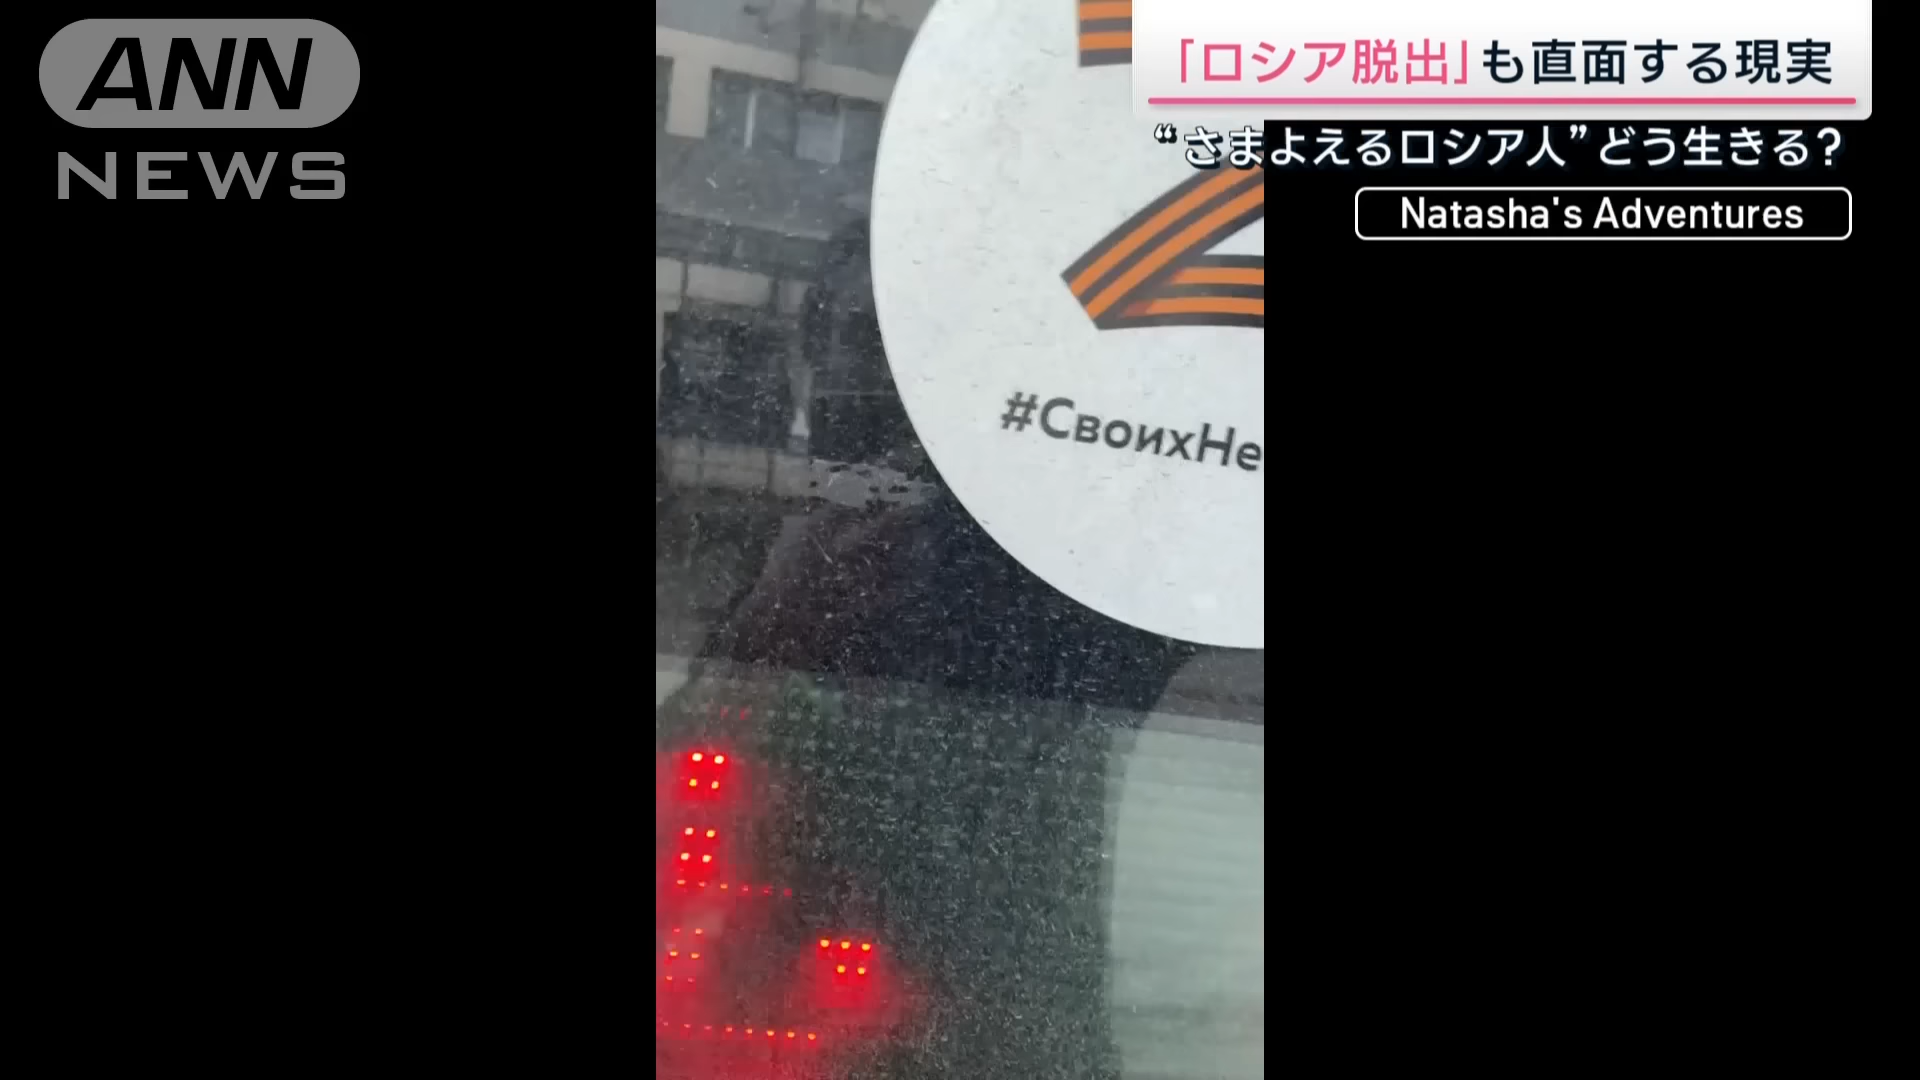 ANN
NEWS
「ロシア脱出」も直面する現実
“さまよえるロシア人”どう生きる?
Natasha's Adventures
#СвоихНе